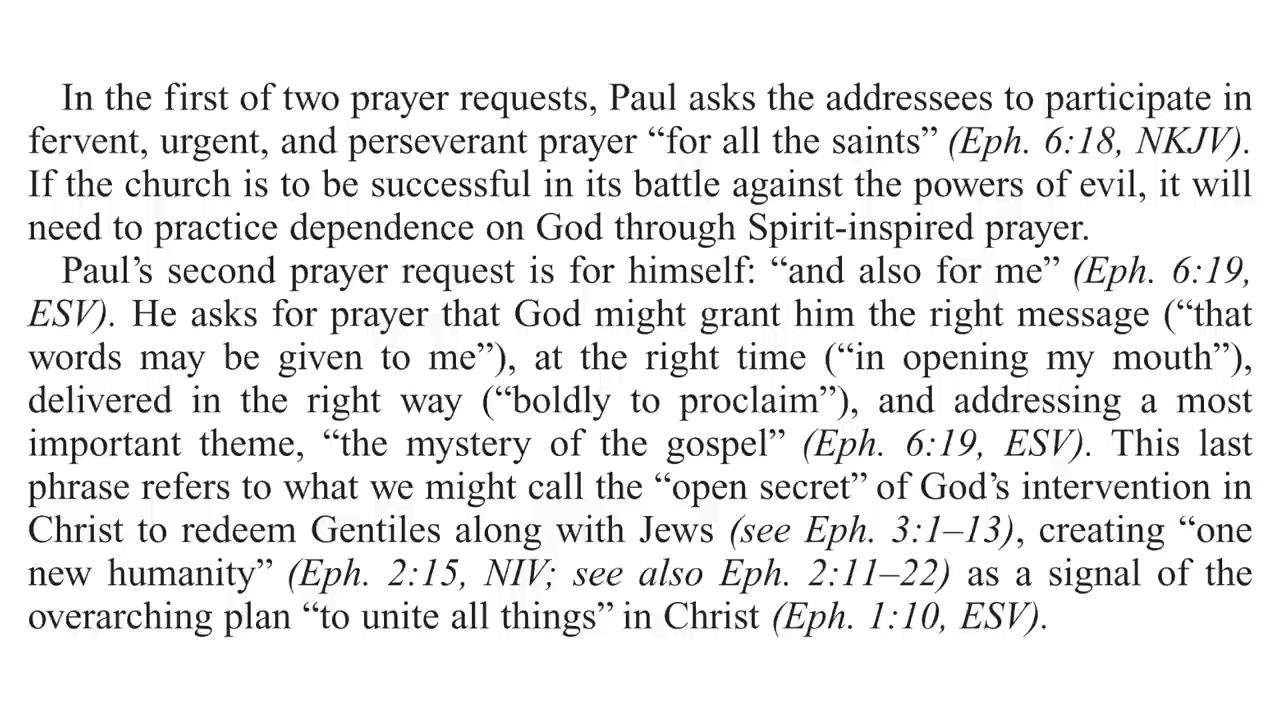 In the first of two prayer requests, Paul asks the addressees to participate in
fervent, urgent, and perseverant prayer “for all the saints” (Eph. 6:18, NKJV).
If the church is to be successful in its battle against the powers of evil, it will
need to practice dependence on God through Spirit-inspired prayer.
Paul’s second prayer request is for himself: “and also for me” (Eph. 6:19,
ESV). He asks for prayer that God might grant him the right message (“that
words may be given to me”), at the right time (“in opening my mouth”),
delivered in the right way (“boldly to proclaim”), and addressing a most
important theme, “the mystery of the gospel” (Eph. 6:19, ESV). This last
phrase refers to what we might call the “open secret” of God’s intervention in
Christ to redeem Gentiles along with Jews (see Eph. 3:1–13), creating “one
new humanity” (Eph. 2:15, NIV; see also Eph. 2:11–22) as a signal of the
overarching plan “to unite all things” in Christ (Eph. 1:10, ESV).